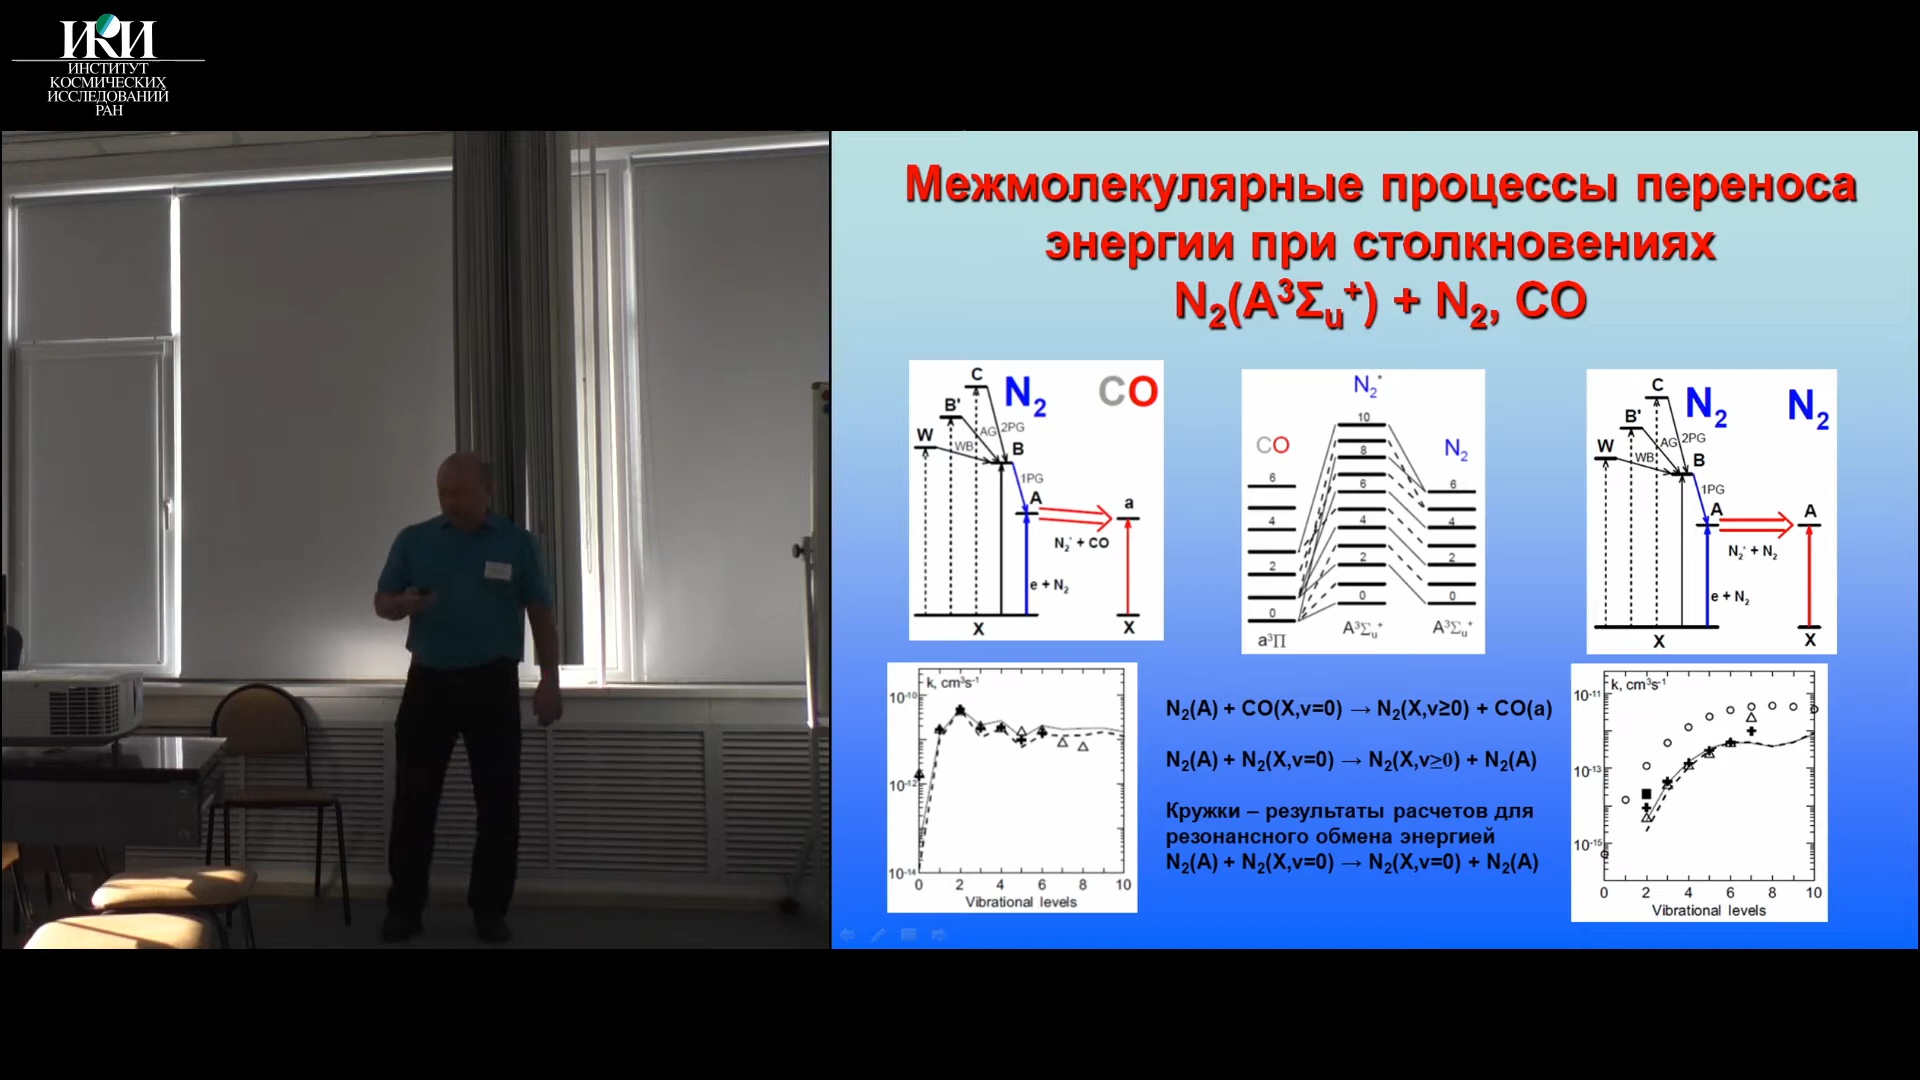 ИКИ
ИНСТИТУТ
КОСМИЧЕСКИХ
ИССЛЕДОВАНИЙ
РАН
Межмолекулярные процессы переноса
энергии при столкновениях
N₂(A³Σᵤ⁺) + N₂, CO
C
N₂
CO
B'
AG
2PG
W
WB
B
1PG
A
a
N₂* + CO
e + N₂
X
X
N₂*
10
CO
8
N₂
6
6
6
4
4
4
2
2
2
0
0
0
a³Π
A³Σᵤ⁺
A³Σᵤ⁺
C
N₂
N₂
B'
AG
2PG
W
WB
B
1PG
A
A
N₂* + N₂
e + N₂
X
X
k, cm³s⁻¹
10⁻¹⁰
10⁻¹²
10⁻¹⁴
0 2 4 6 8 10
Vibrational levels
N₂(A) + CO(X,v=0) → N₂(X,v≥0) + CO(a)
N₂(A) + N₂(X,v=0) → N₂(X,v≥0) + N₂(A)
Кружки – результаты расчетов для
резонансного обмена энергией
N₂(A) + N₂(X,v=0) → N₂(X,v=0) + N₂(A)
k, cm³s⁻¹
10⁻¹¹
10⁻¹³
10⁻¹⁵
0 2 4 6 8 10
Vibrational levels